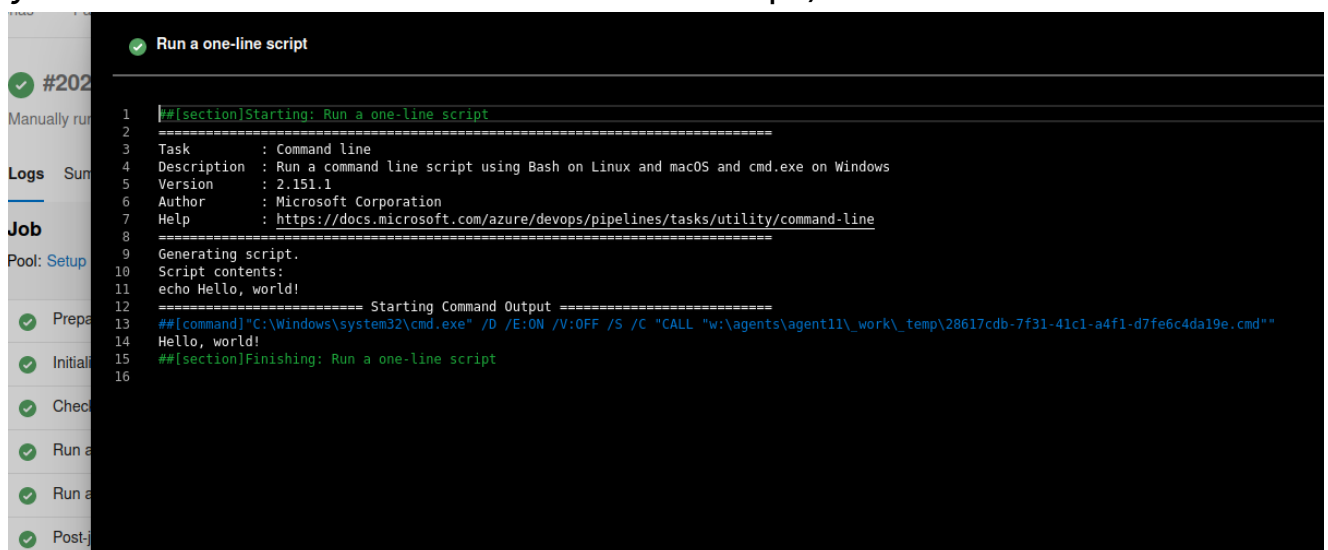 Run a one-line script
#202
Manually run
Logs Sum
Job
Pool: Setup
Prepa
Initiali
Check
Run a
Run a
Post-j
1 ##[section]Starting: Run a one-line script
2 ==============================================================================
3 Task         : Command line
4 Description  : Run a command line script using Bash on Linux and macOS and cmd.exe on Windows
5 Version      : 2.151.1
6 Author       : Microsoft Corporation
7 Help         : https://docs.microsoft.com/azure/devops/pipelines/tasks/utility/command-line
8 ==============================================================================
9 Generating script.
10 Script contents:
11 echo Hello, world!
12 ========================== Starting Command Output ===========================
13 ##[command]"C:\Windows\system32\cmd.exe" /D /E:ON /V:OFF /S /C "CALL "w:\agents\agent11\_work\_temp\28617cdb-7f31-41c1-a4f1-d7fe6c4da19e.cmd""
14 Hello, world!
15 ##[section]Finishing: Run a one-line script
16